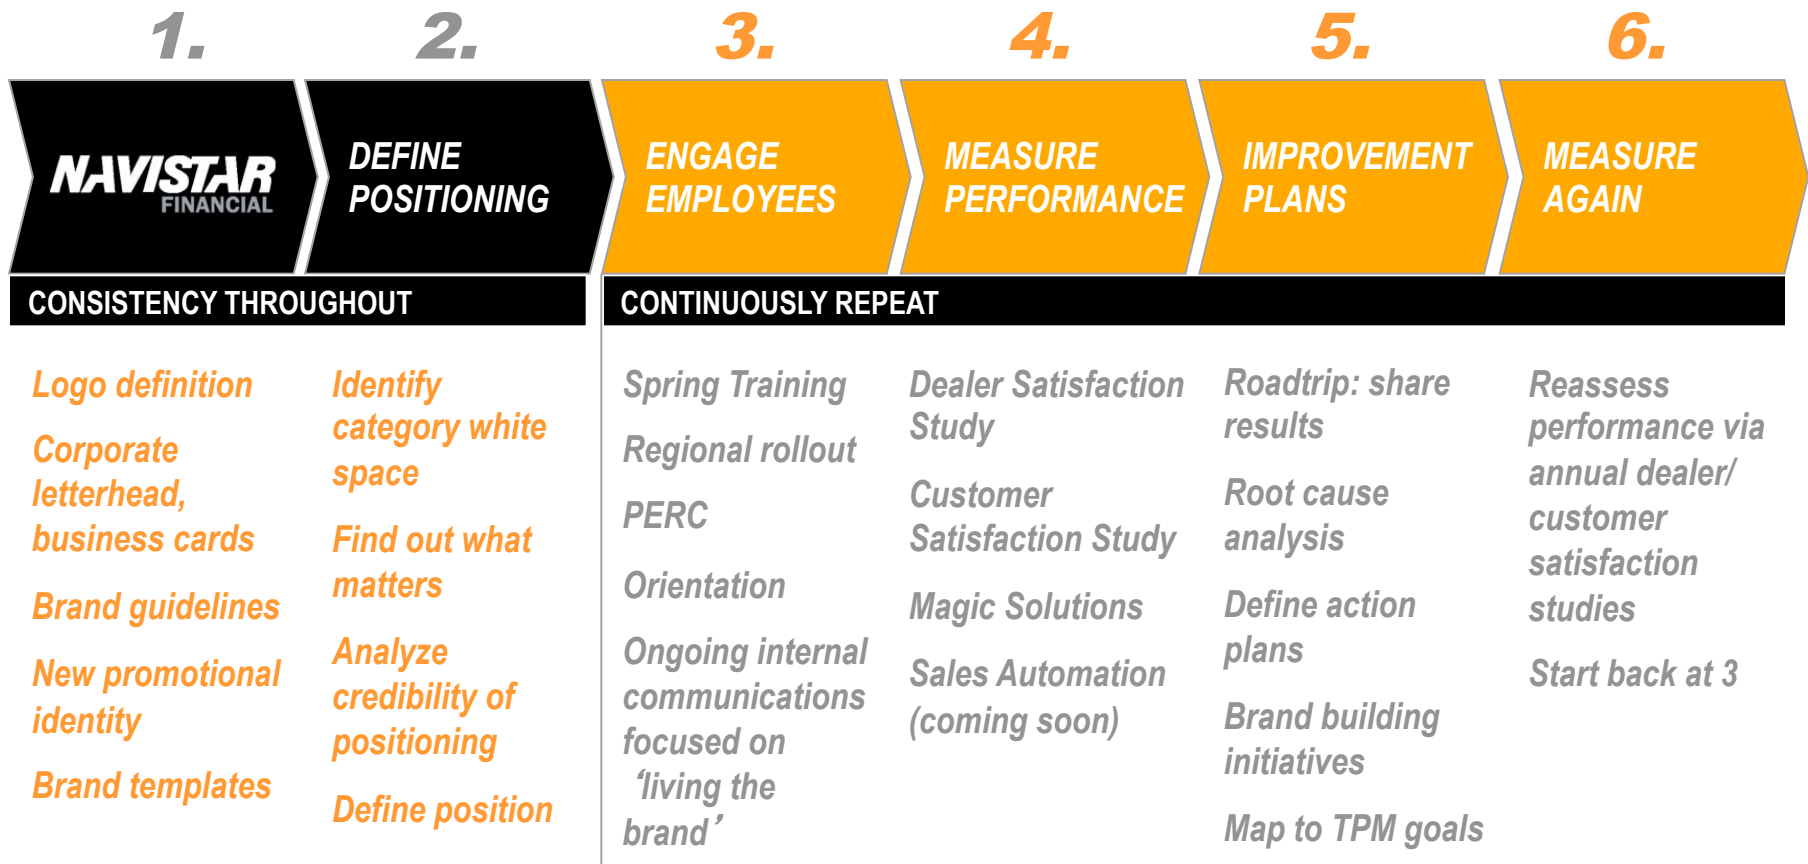 1.
2.
3.
4.
5.
6.
NAVISTAR
FINANCIAL
DEFINE
POSITIONING
ENGAGE
EMPLOYEES
MEASURE
PERFORMANCE
IMPROVEMENT
PLANS
MEASURE
AGAIN
CONSISTENCY THROUGHOUT
CONTINUOUSLY REPEAT
Logo definition
Corporate
letterhead,
business cards
Brand guidelines
New promotional
identity
Brand templates
Identify
category white
space
Find out what
matters
Analyze
credibility of
positioning
Define position
Spring Training
Regional rollout
PERC
Orientation
Ongoing internal
communications
focused on
‘living the
brand’
Dealer Satisfaction
Study
Customer
Satisfaction Study
Magic Solutions
Sales Automation
(coming soon)
Roadtrip: share
results
Root cause
analysis
Define action
plans
Brand building
initiatives
Map to TPM goals
Reassess
performance via
annual dealer/
customer
satisfaction
studies
Start back at 3